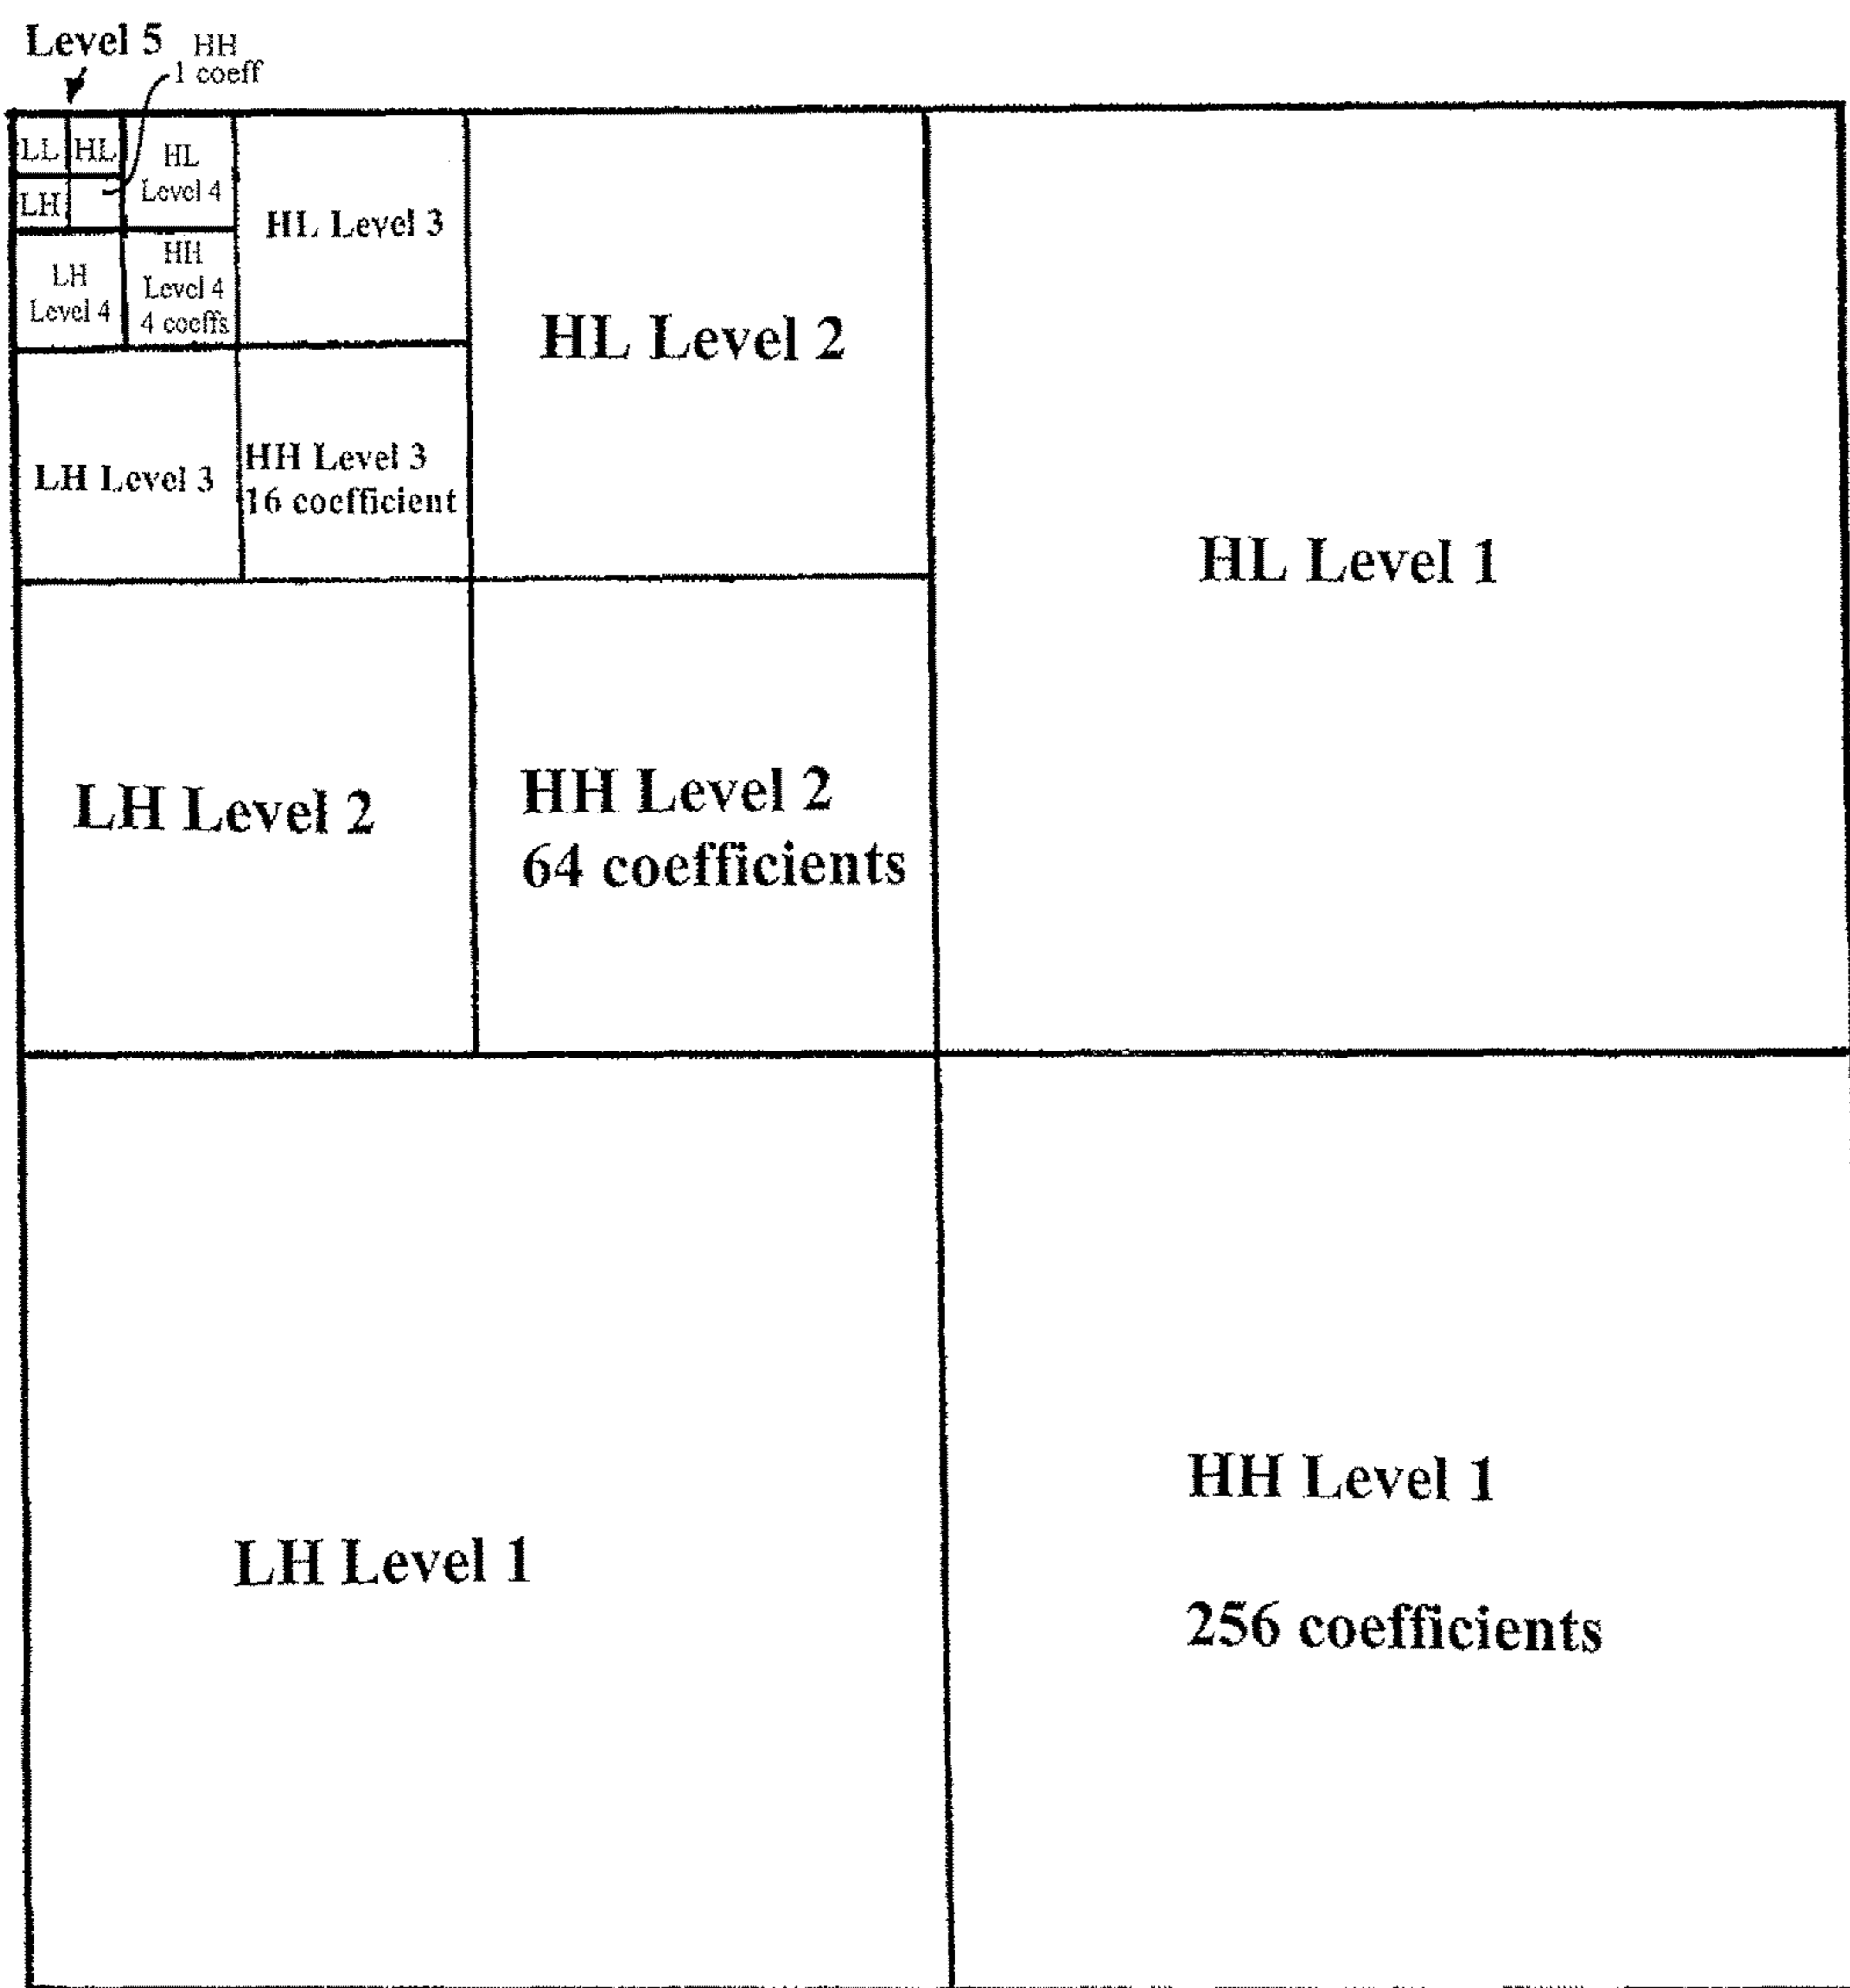 Level 5
HH
1 coeff
LL
HL
LH
HL
Level 4
LH
Level 4
HH
Level 4
4 coeffs
HL Level 3
LH Level 3
HH Level 3
16 coefficient
HL Level 2
LH Level 2
HH Level 2
64 coefficients
HL Level 1
LH Level 1
HH Level 1
256 coefficients